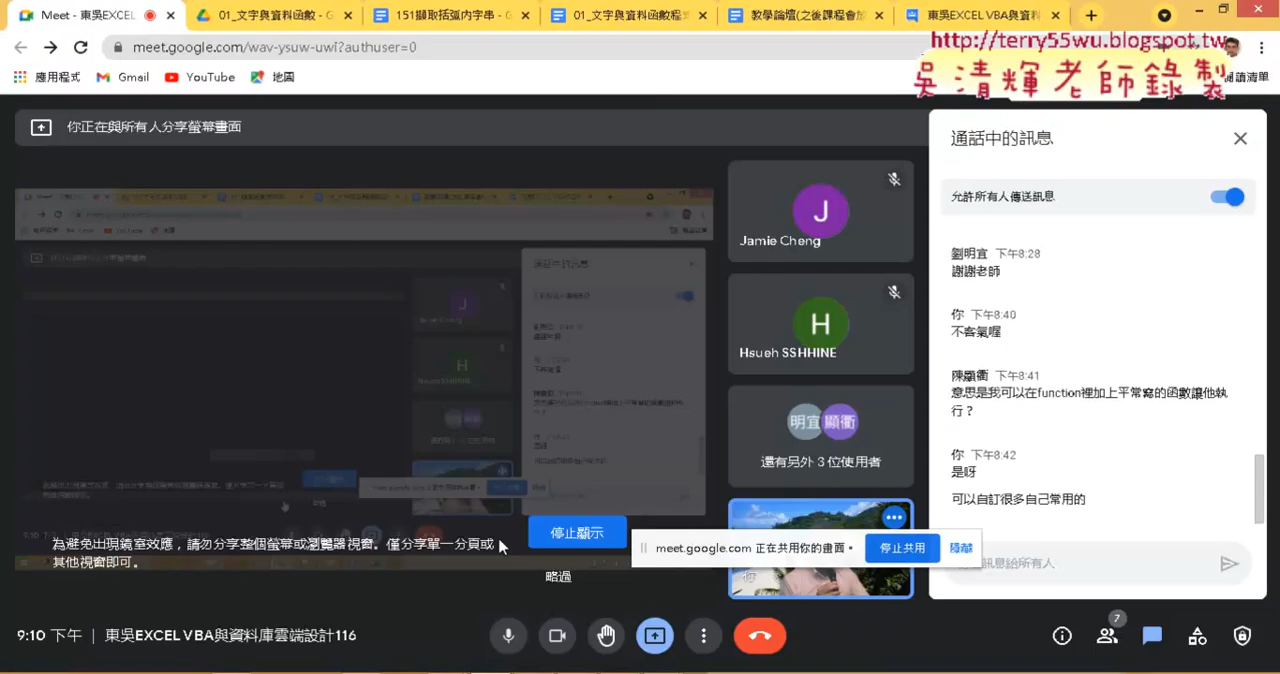 Meet - 東吳EXCEL
01_文字與資料函數 - G
151擷取括弧內字串 - G
01_文字與資料函數程
教學論壇(之後課程會放
東吳EXCEL VBA與資料
meet.google.com/wav-ysuw-uwf?authuser=0
http://terry55wu.blogspot.tw
吳清輝老師錄製
應用程式
Gmail
YouTube
地圖
閱讀清單
你正在與所有人分享螢幕畫面
通話中的訊息
允許所有人傳送訊息
Jamie Cheng
劉明宜 下午8:28
謝謝老師
你 下午8:40
不客氣喔
Hsueh SSHHINE
陳顯衢 下午8:41
意思是我可以在function裡加上平常寫的函數讓他執
行？
明宜
顯衢
還有另外 3 位使用者
你 下午8:42
是呀
可以自訂很多自己常用的
為避免出現鏡室效應，請勿分享整個螢幕或瀏覽器視窗。僅分享單一分頁或
其他視窗即可。
停止顯示
略過
meet.google.com 正在共用你的畫面。
停止共用
隱藏
你
訊息給所有人
9:10 下午
東吳EXCEL VBA與資料庫雲端設計116
7